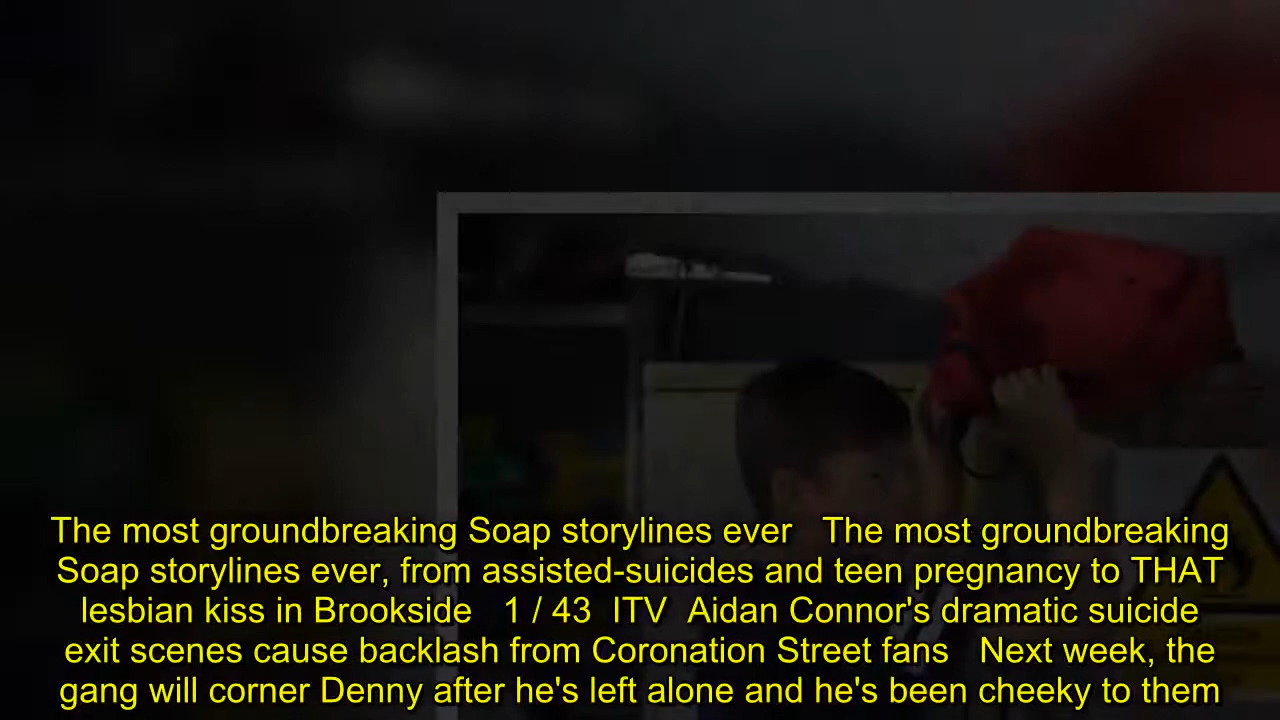 The most groundbreaking Soap storylines ever   The most groundbreaking
Soap storylines ever, from assisted-suicides and teen pregnancy to THAT
lesbian kiss in Brookside   1 / 43  ITV  Aidan Connor's dramatic suicide
exit scenes cause backlash from Coronation Street fans   Next week, the
gang will corner Denny after he's left alone and he's been cheeky to them